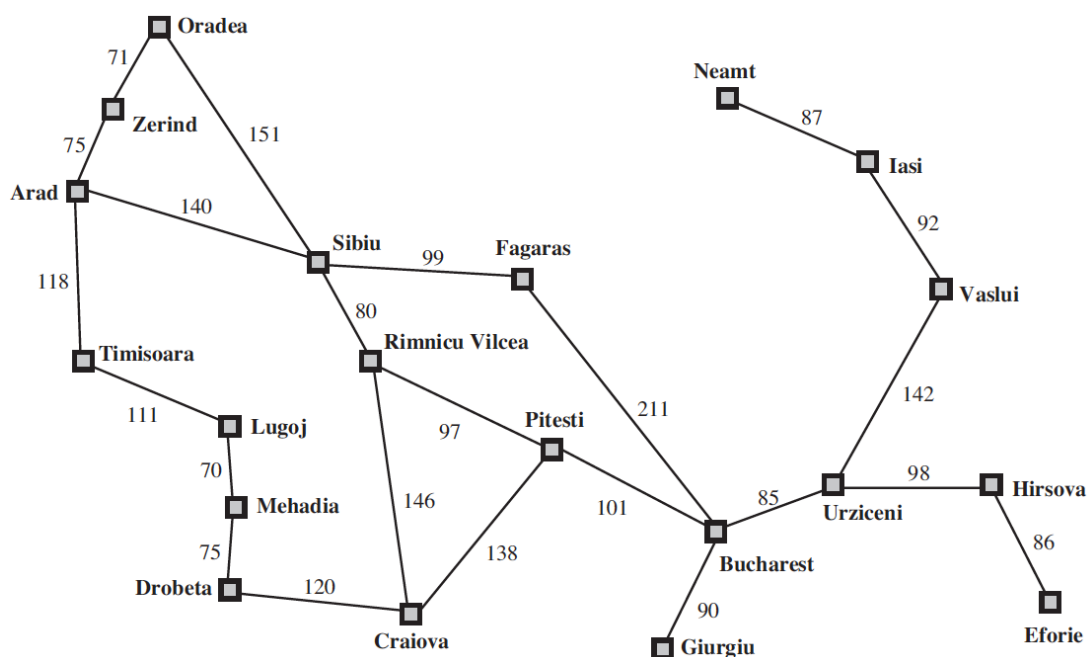 Oradea
71
Neamt
87
Zerind
151
75
Iasi
Arad
140
92
Sibiu
99
Fagaras
118
80
Vaslui
Timisoara
Rimnicu Vilcea
142
211
111
Lugoj
97
Pitesti
70
98
Hirsova
85
Mehadia
146
101
Urziceni
86
75
138
Bucharest
Drobeta
120
90
Craiova
Giurgiu
Eforie